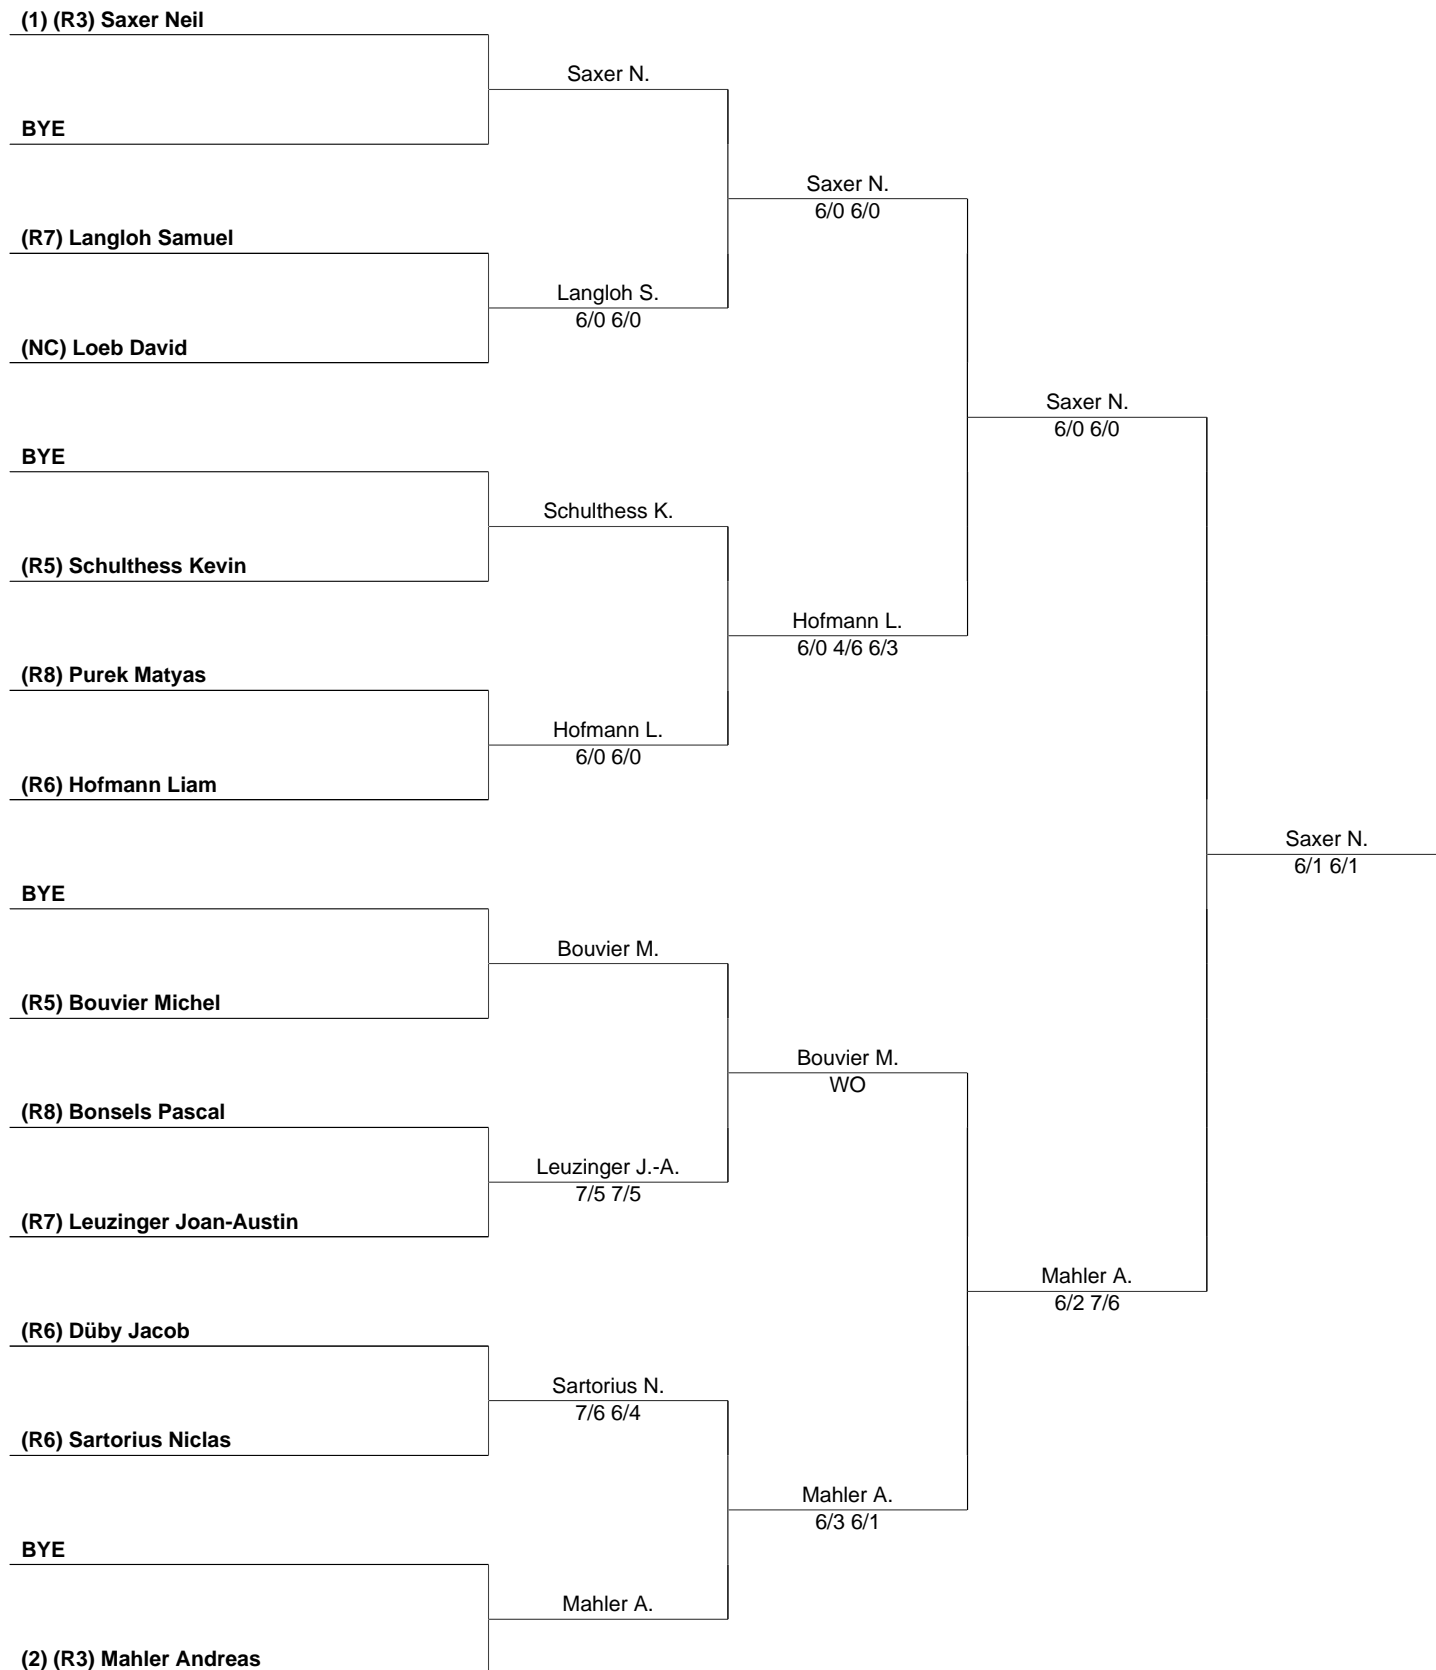 (1) (R3) Saxer Neil
Saxer N.
BYE
Saxer N.
6/0 6/0
(R7) Langloh Samuel
Langloh S.
6/0 6/0
(NC) Loeb David
Saxer N.
6/0 6/0
BYE
Schulthess K.
(R5) Schulthess Kevin
Hofmann L.
6/0 4/6 6/3
(R8) Purek Matyas
Hofmann L.
6/0 6/0
(R6) Hofmann Liam
Saxer N.
6/1 6/1
BYE
Bouvier M.
(R5) Bouvier Michel
Bouvier M.
WO
(R8) Bonsels Pascal
Leuzinger J.-A.
7/5 7/5
(R7) Leuzinger Joan-Austin
Mahler A.
6/2 7/6
(R6) Düby Jacob
Sartorius N.
7/6 6/4
(R6) Sartorius Niclas
Mahler A.
6/3 6/1
BYE
Mahler A.
(2) (R3) Mahler Andreas